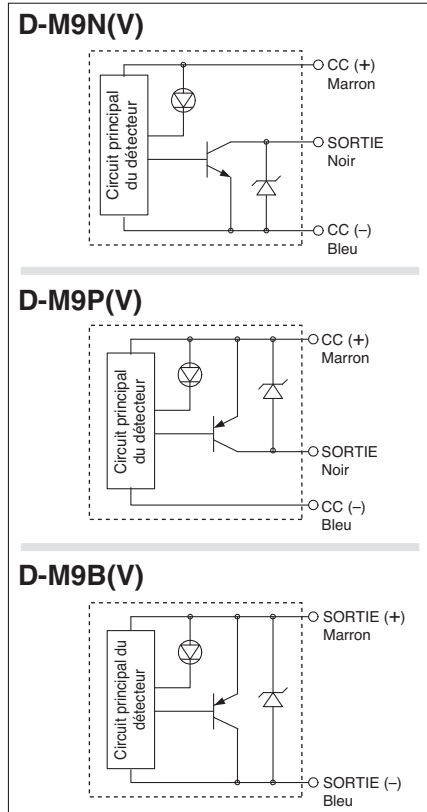 D-M9N(V)
Circuit principal
du détecteur
CC (+)
Marron
SORTIE
Noir
CC (–)
Bleu
D-M9P(V)
Circuit principal
du détecteur
CC (+)
Marron
SORTIE
Noir
CC (–)
Bleu
D-M9B(V)
Circuit principal du
détecteur
SORTIE (+)
Marron
SORTIE (–)
Bleu